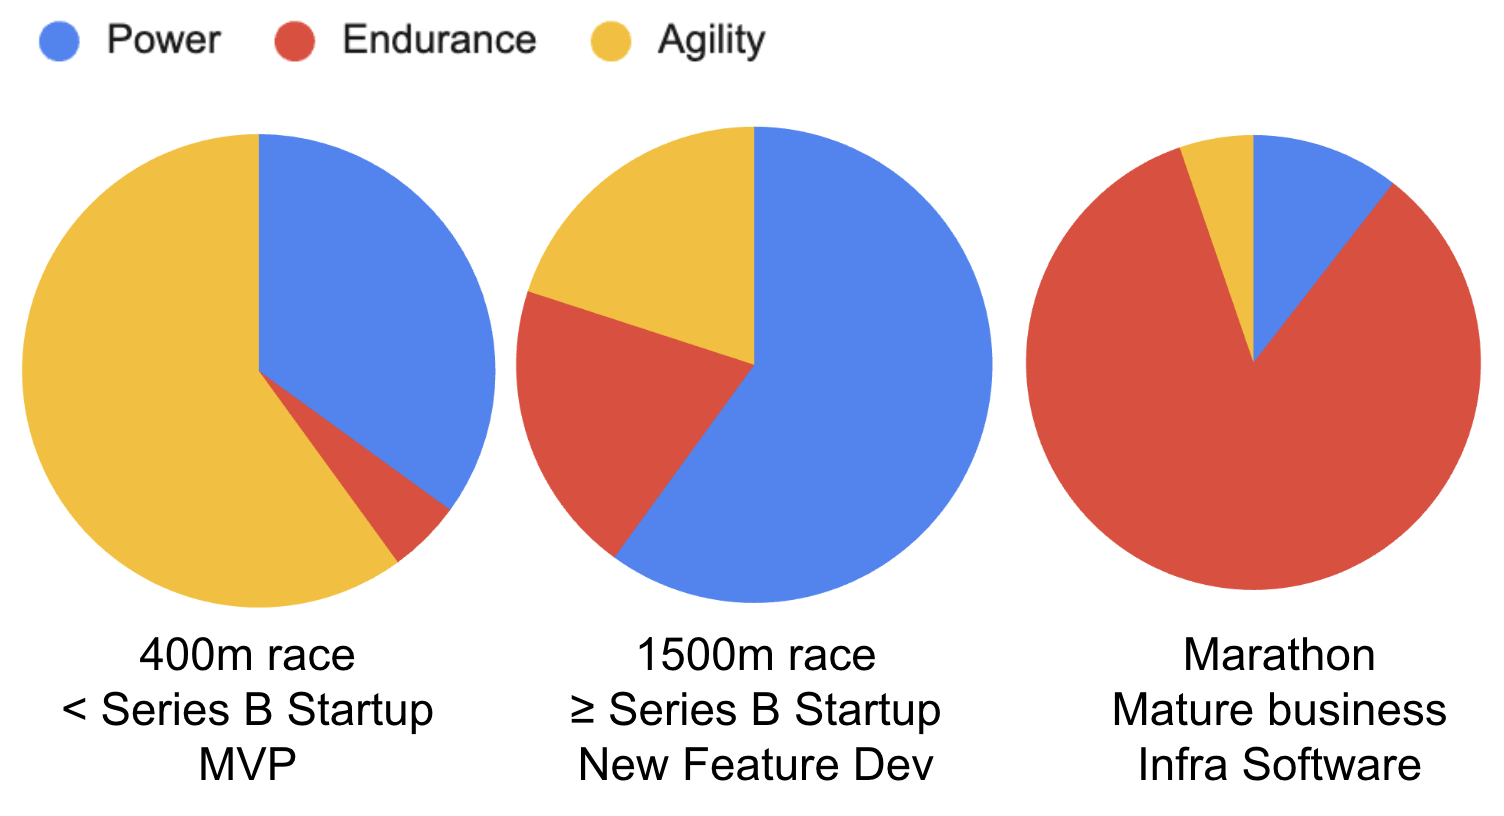 Power Endurance Agility
400m race
< Series B Startup
MVP
1500m race
≥ Series B Startup
New Feature Dev
Marathon
Mature business
Infra Software